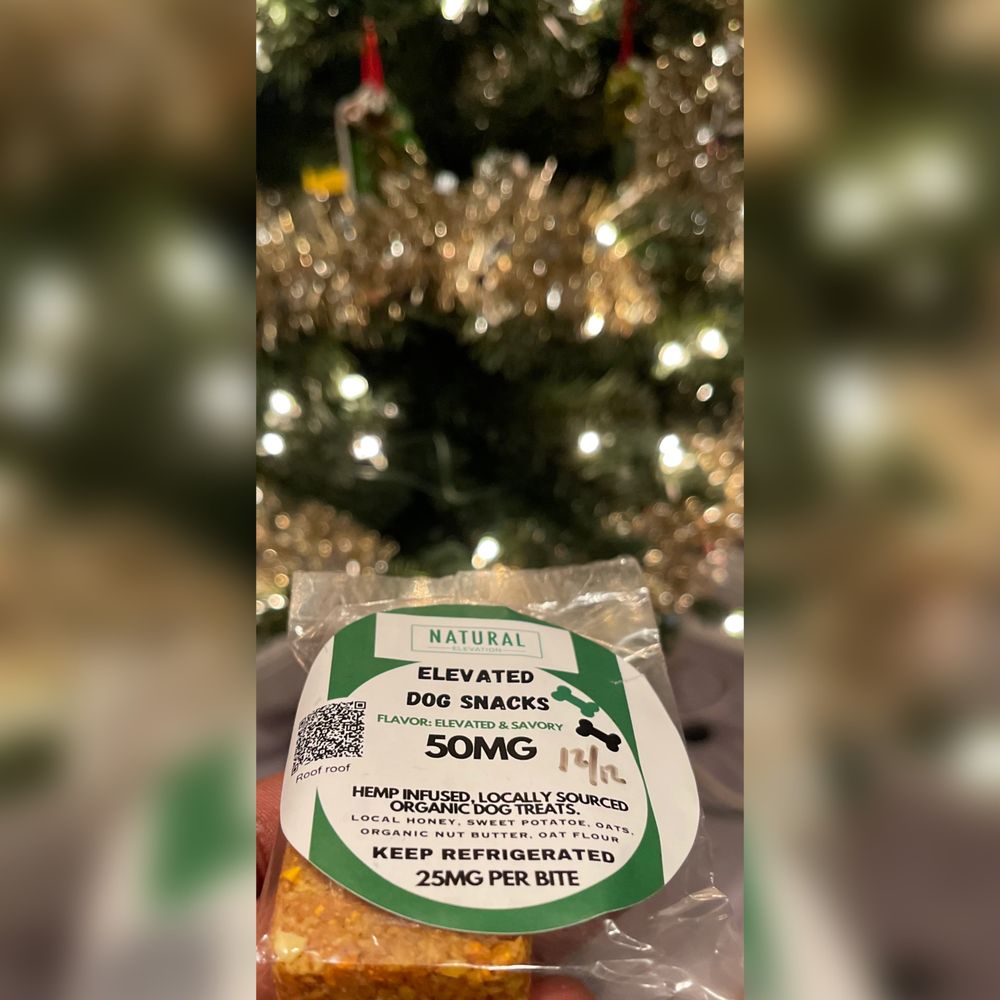 NATURAL
ELEVATION
ELEVATED
DOG SNACKS
FLAVOR: ELEVATED & SAVORY
50MG
12/12
Roof roof
HEMP INFUSED, LOCALLY SOURCED
ORGANIC DOG TREATS.
LOCAL HONEY, SWEET POTATOE, OATS,
ORGANIC NUT BUTTER, OAT FLOUR
KEEP REFRIGERATED
25MG PER BITE